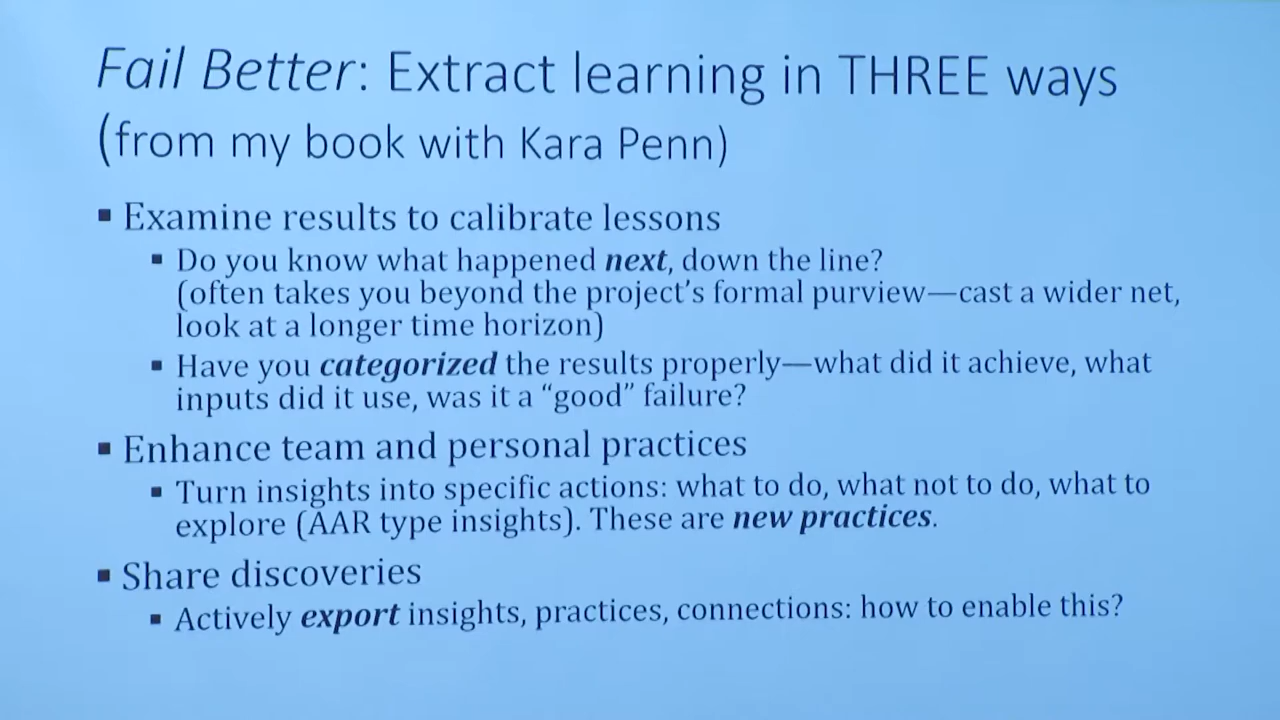 Fail Better: Extract learning in THREE ways
(from my book with Kara Penn)
▪ Examine results to calibrate lessons
▪ Do you know what happened next, down the line?
(often takes you beyond the project's formal purview—cast a wider net,
look at a longer time horizon)
▪ Have you categorized the results properly—what did it achieve, what
inputs did it use, was it a “good” failure?
▪ Enhance team and personal practices
▪ Turn insights into specific actions: what to do, what not to do, what to
explore (AAR type insights). These are new practices.
▪ Share discoveries
▪ Actively export insights, practices, connections: how to enable this?